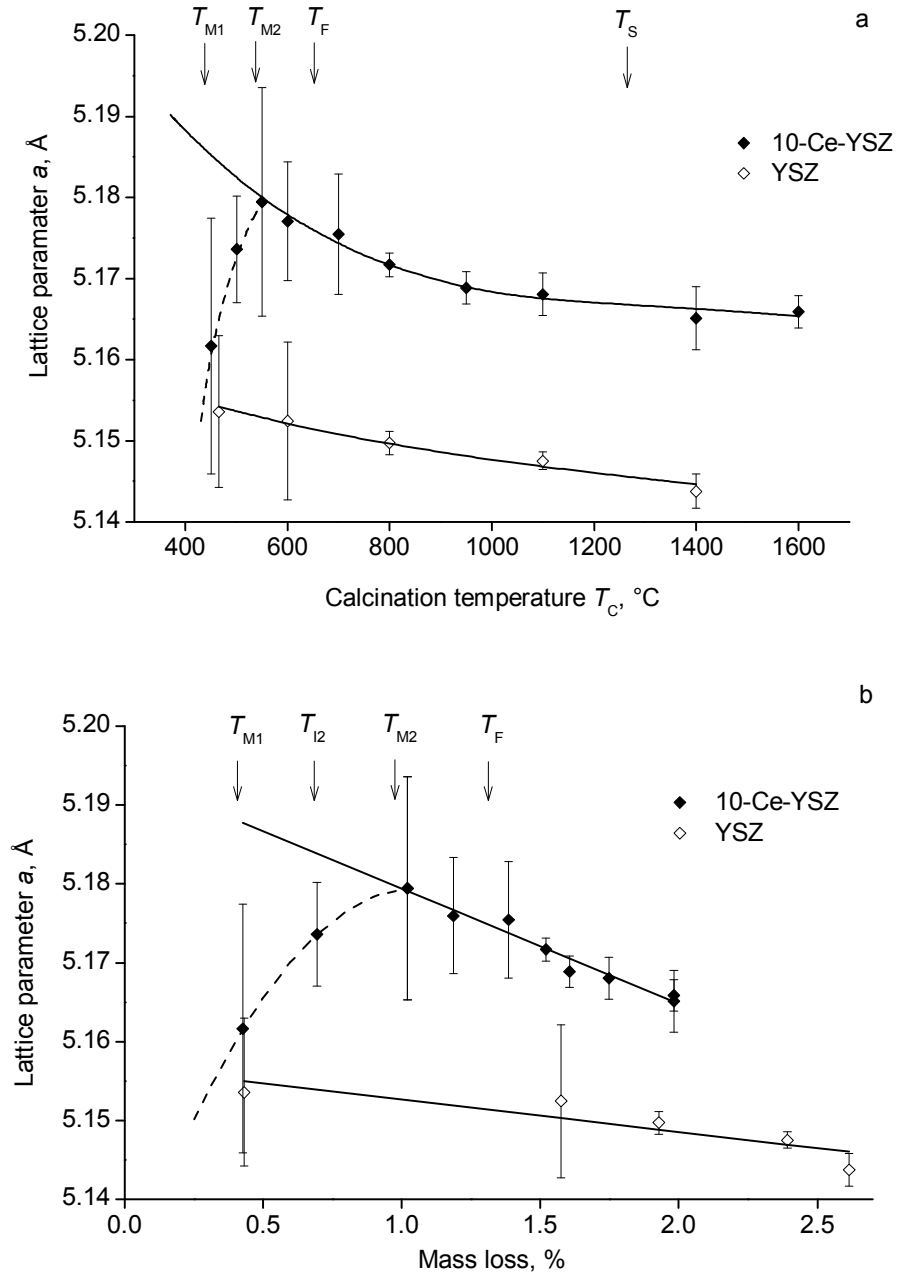 T_M1 T_M2 T_F T_S a
5.20
5.19
5.18
5.17
5.16
5.15
5.14
Lattice paramater a, Å
10-Ce-YSZ
YSZ
400 600 800 1000 1200 1400 1600
Calcination temperature T_C, °C
b
T_M1 T_I2 T_M2 T_F
5.20
5.19
5.18
5.17
5.16
5.15
5.14
Lattice parameter a, Å
10-Ce-YSZ
YSZ
0.0 0.5 1.0 1.5 2.0 2.5
Mass loss, %